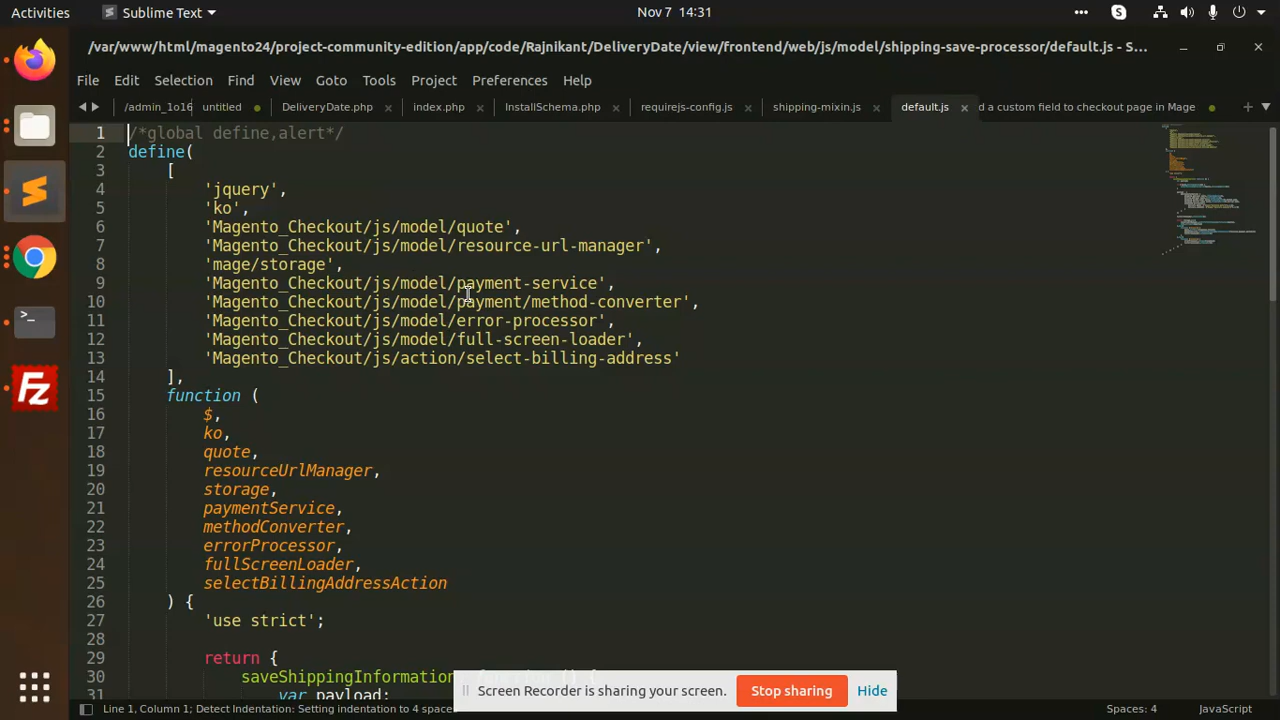 Activities Sublime Text Nov 7 14:31
/var/www/html/magento24/project-community-edition/app/code/Rajnikant/DeliveryDate/view/frontend/web/js/model/shipping-save-processor/default.js - S...
File Edit Selection Find View Goto Tools Project Preferences Help
/admin_1o16 untitled DeliveryDate.php index.php InstallSchema.php requirejs-config.js shipping-mixin.js default.js d a custom field to checkout page in Mage
1 /*global define,alert*/
2 define(
3 [
4 'jquery',
5 'ko',
6 'Magento_Checkout/js/model/quote',
7 'Magento_Checkout/js/model/resource-url-manager',
8 'mage/storage',
9 'Magento_Checkout/js/model/payment-service',
10 'Magento_Checkout/js/model/payment/method-converter',
11 'Magento_Checkout/js/model/error-processor',
12 'Magento_Checkout/js/model/full-screen-loader',
13 'Magento_Checkout/js/action/select-billing-address'
14 ],
15 function (
16 $,
17 ko,
18 quote,
19 resourceUrlManager,
20 storage,
21 paymentService,
22 methodConverter,
23 errorProcessor,
24 fullScreenLoader,
25 selectBillingAddressAction
26 ) {
27 'use strict';
28
29 return {
30 saveShippingInformation
31 var payload;
Screen Recorder is sharing your screen. Stop sharing Hide
Line 1, Column 1; Detect Indentation: Setting indentation to 4 spac Spaces: 4 JavaScript